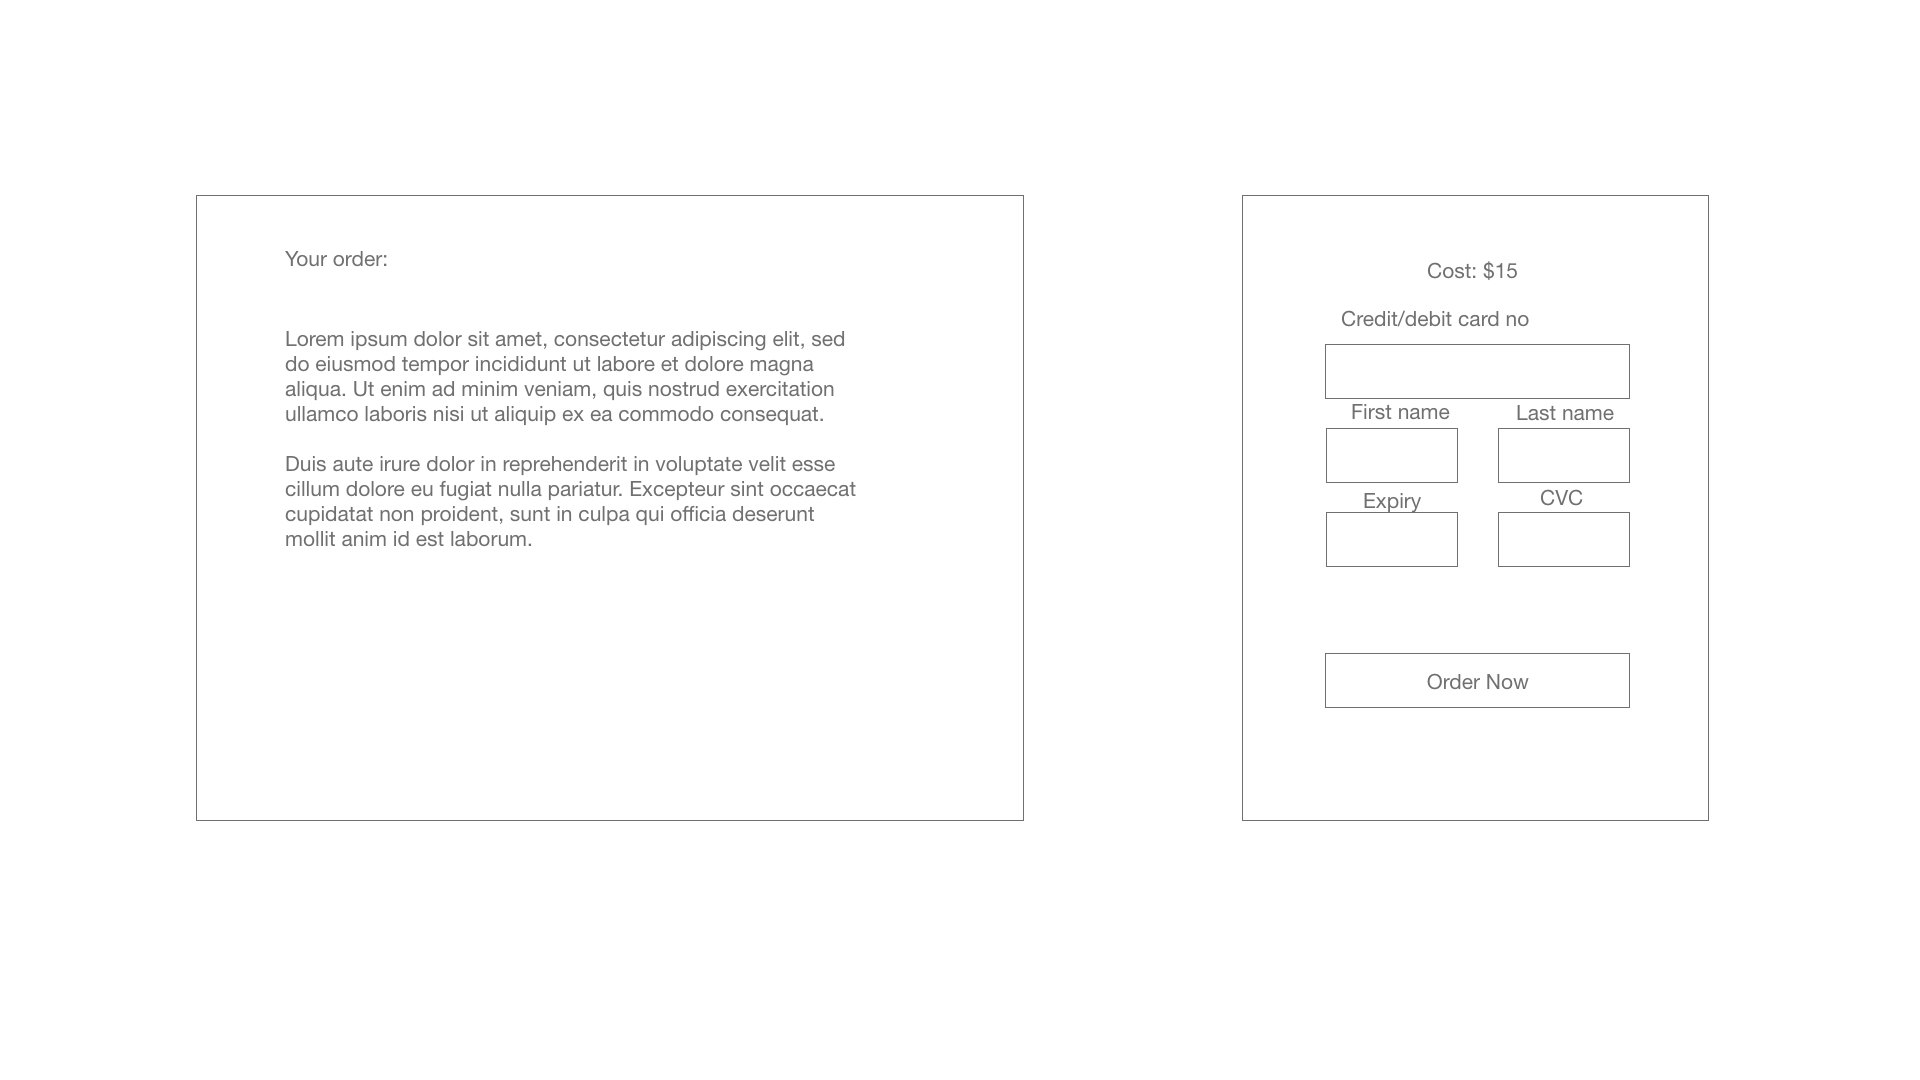 Your order:
Lorem ipsum dolor sit amet, consectetur adipiscing elit, sed
do eiusmod tempor incididunt ut labore et dolore magna
aliqua. Ut enim ad minim veniam, quis nostrud exercitation
ullamco laboris nisi ut aliquip ex ea commodo consequat.
Duis aute irure dolor in reprehenderit in voluptate velit esse
cillum dolore eu fugiat nulla pariatur. Excepteur sint occaecat
cupidatat non proident, sunt in culpa qui officia deserunt
mollit anim id est laborum.
Cost: $15
Credit/debit card no
First name
Last name
Expiry
CVC
Order Now